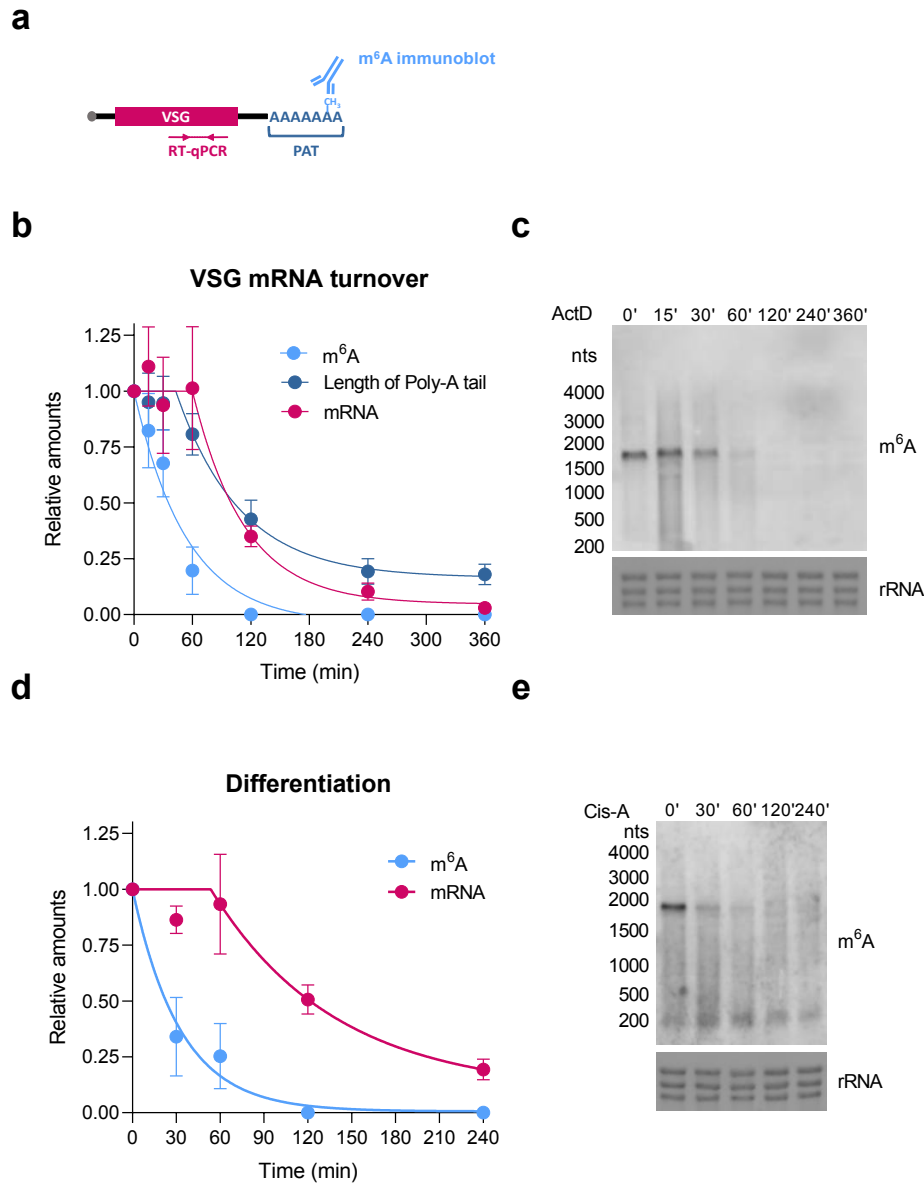 a
m⁶A immunoblot
CH₃
VSG
AAAAAAA
RT-qPCR
PAT
b
VSG mRNA turnover
1.25
1.00
0.75
0.50
0.25
0.00
Relative amounts
m⁶A
Length of Poly-A tail
mRNA
0 60 120 180 240 300 360
Time (min)
c
ActD 0' 15' 30' 60' 120' 240' 360'
nts
4000
3000
2000
1500
1000
500
200
m⁶A
rRNA
d
Differentiation
1.25
1.00
0.75
0.50
0.25
0.00
Relative amounts
m⁶A
mRNA
0 30 60 90 120 150 180 210 240
Time (min)
e
Cis-A 0' 30' 60' 120' 240'
nts
4000
3000
2000
1500
1000
500
200
m⁶A
rRNA